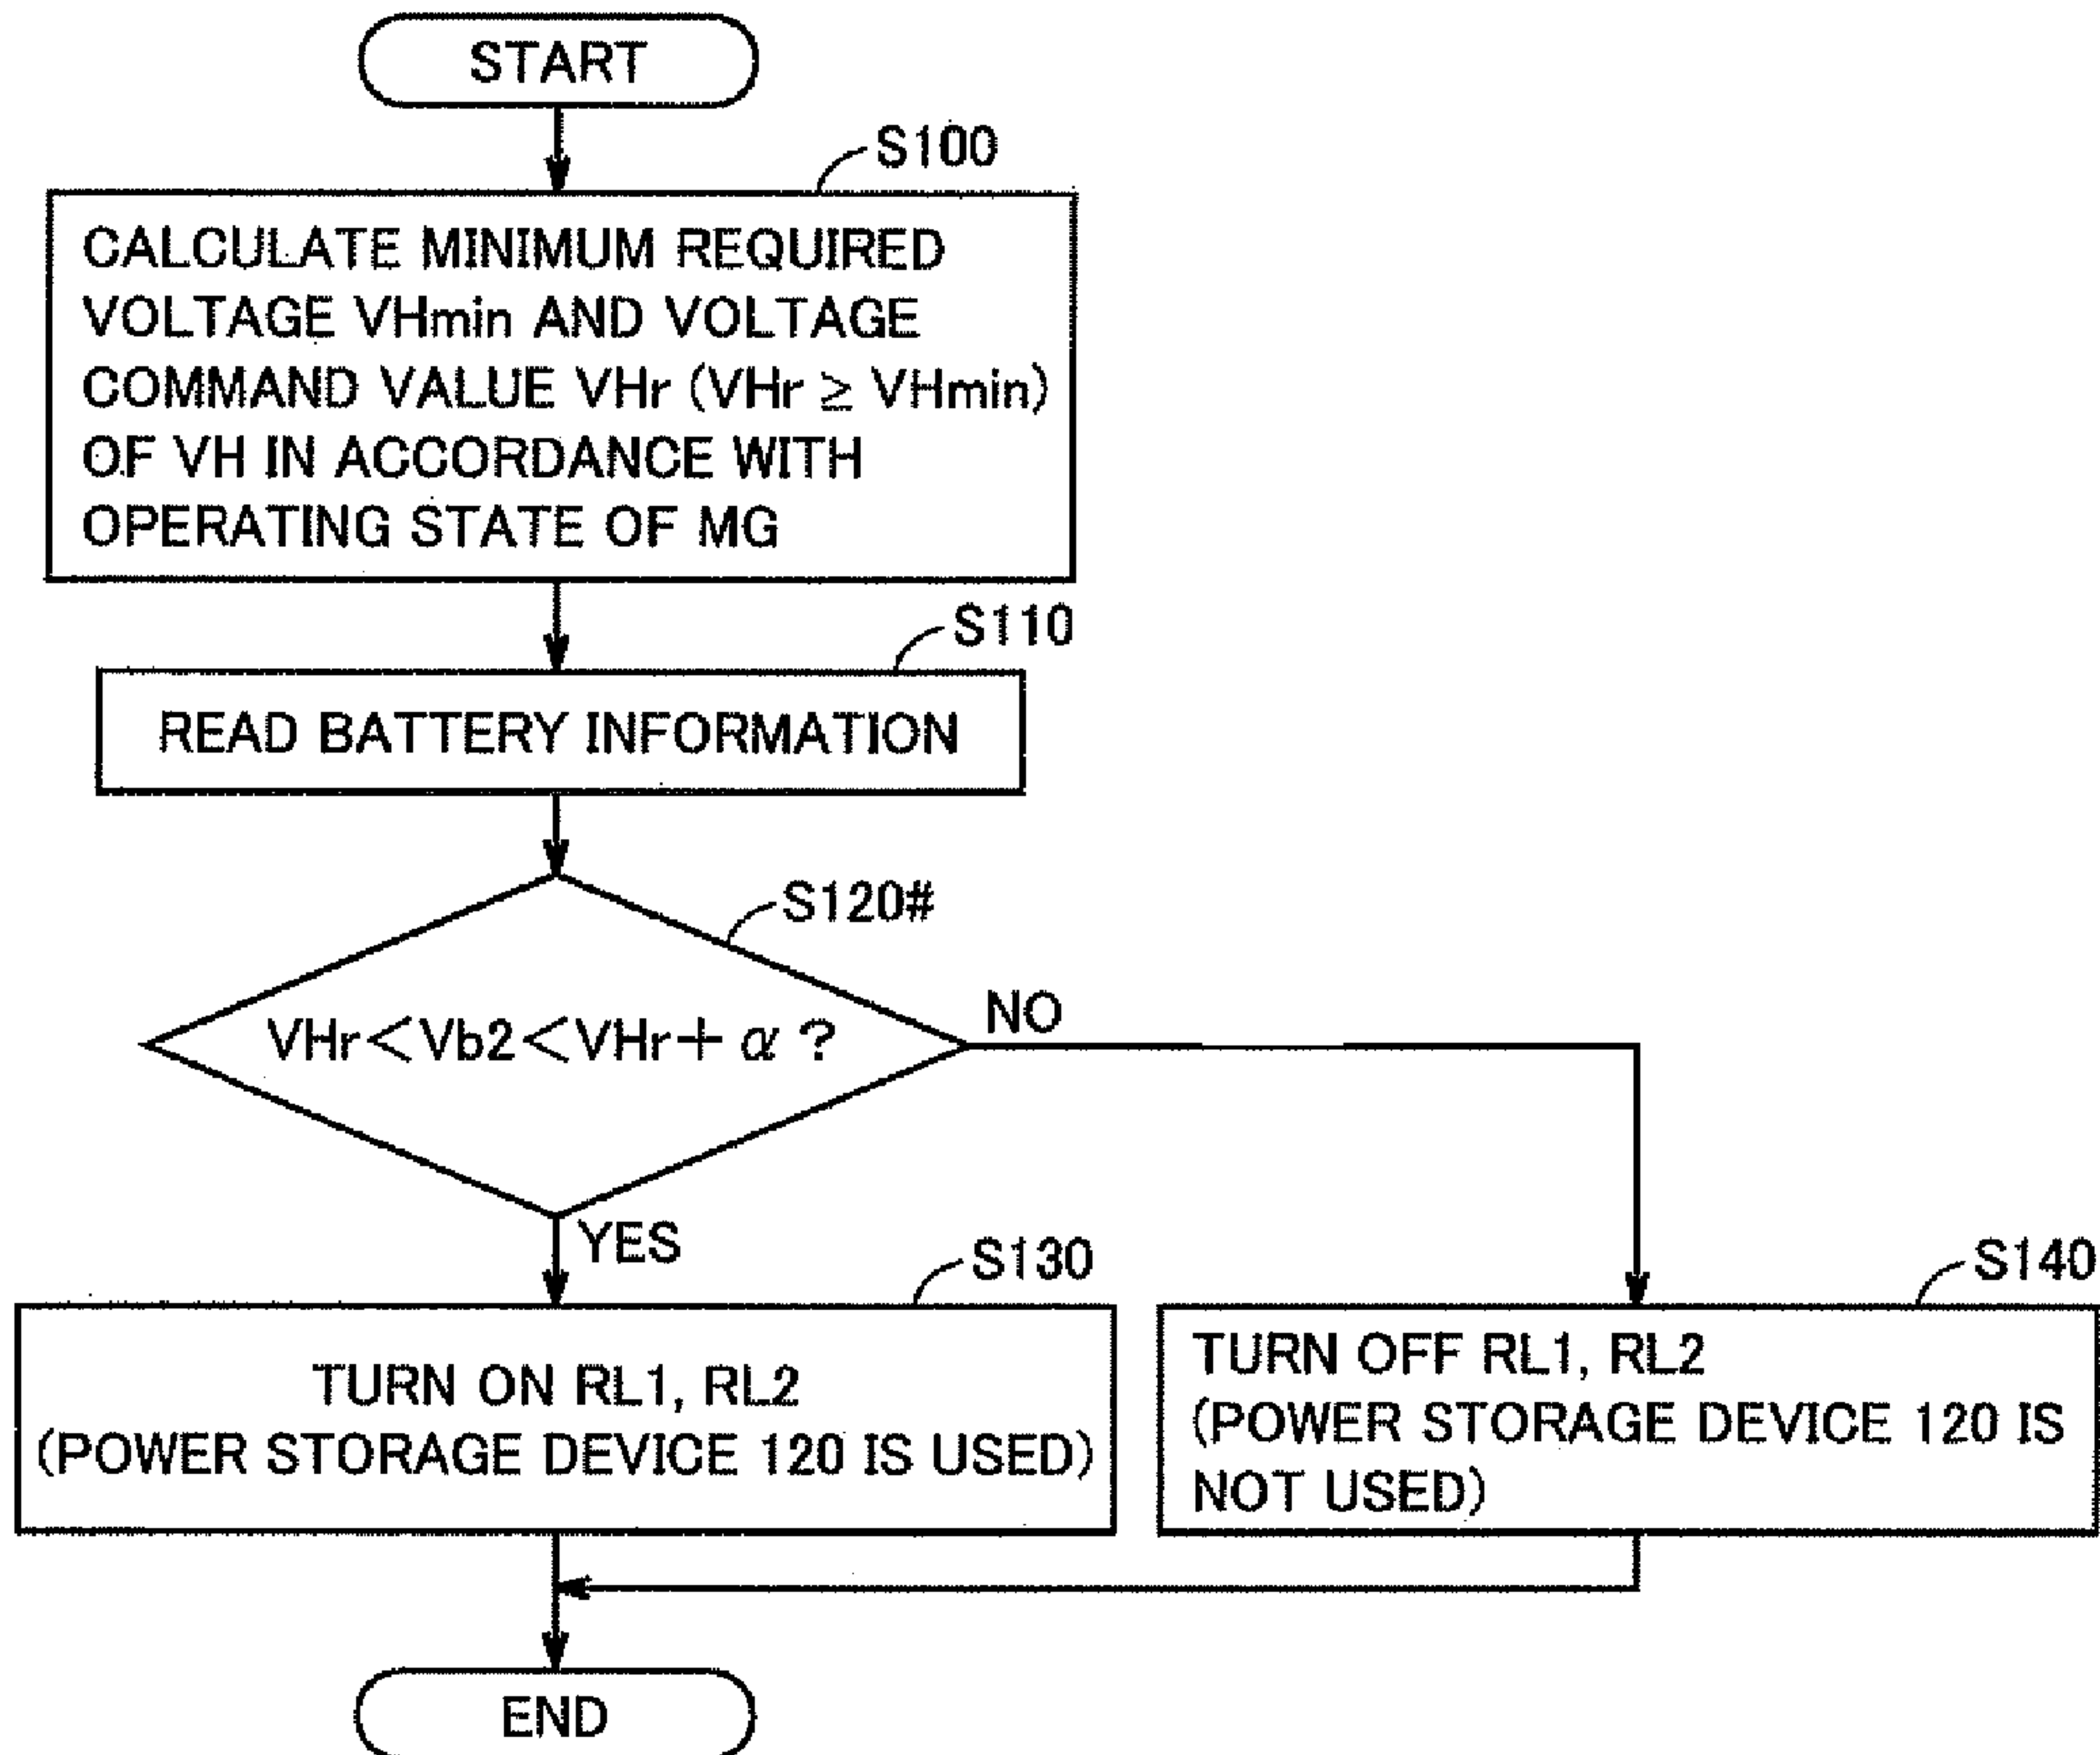 START
S100
CALCULATE MINIMUM REQUIRED
VOLTAGE VHmin AND VOLTAGE
COMMAND VALUE VHr (VHr ≥ VHmin)
OF VH IN ACCORDANCE WITH
OPERATING STATE OF MG
S110
READ BATTERY INFORMATION
S120#
VHr<Vb2<VHr+ α ?
NO
YES
S130
TURN ON RL1, RL2
(POWER STORAGE DEVICE 120 IS USED)
S140
TURN OFF RL1, RL2
(POWER STORAGE DEVICE 120 IS
NOT USED)
END